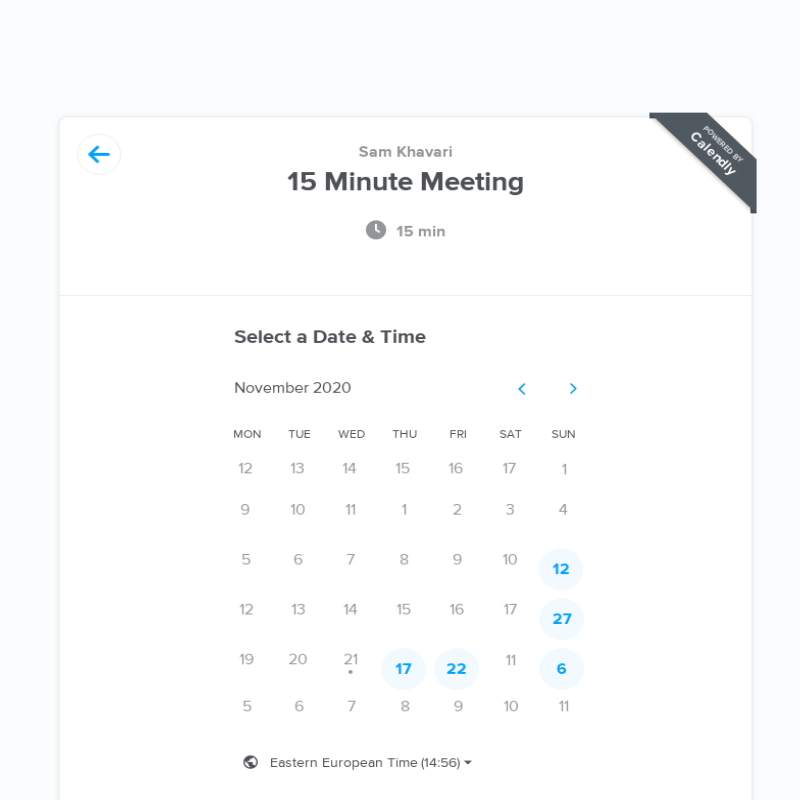 POWERED BY
Calendly
Sam Khavari
15 Minute Meeting
15 min
Select a Date & Time
November 2020
MON TUE WED THU FRI SAT SUN
12 13 14 15 16 17 1
9 10 11 1 2 3 4
5 6 7 8 9 10 12
12 13 14 15 16 17 27
19 20 21 17 22 11 6
5 6 7 8 9 10 11
Eastern European Time (14:56)